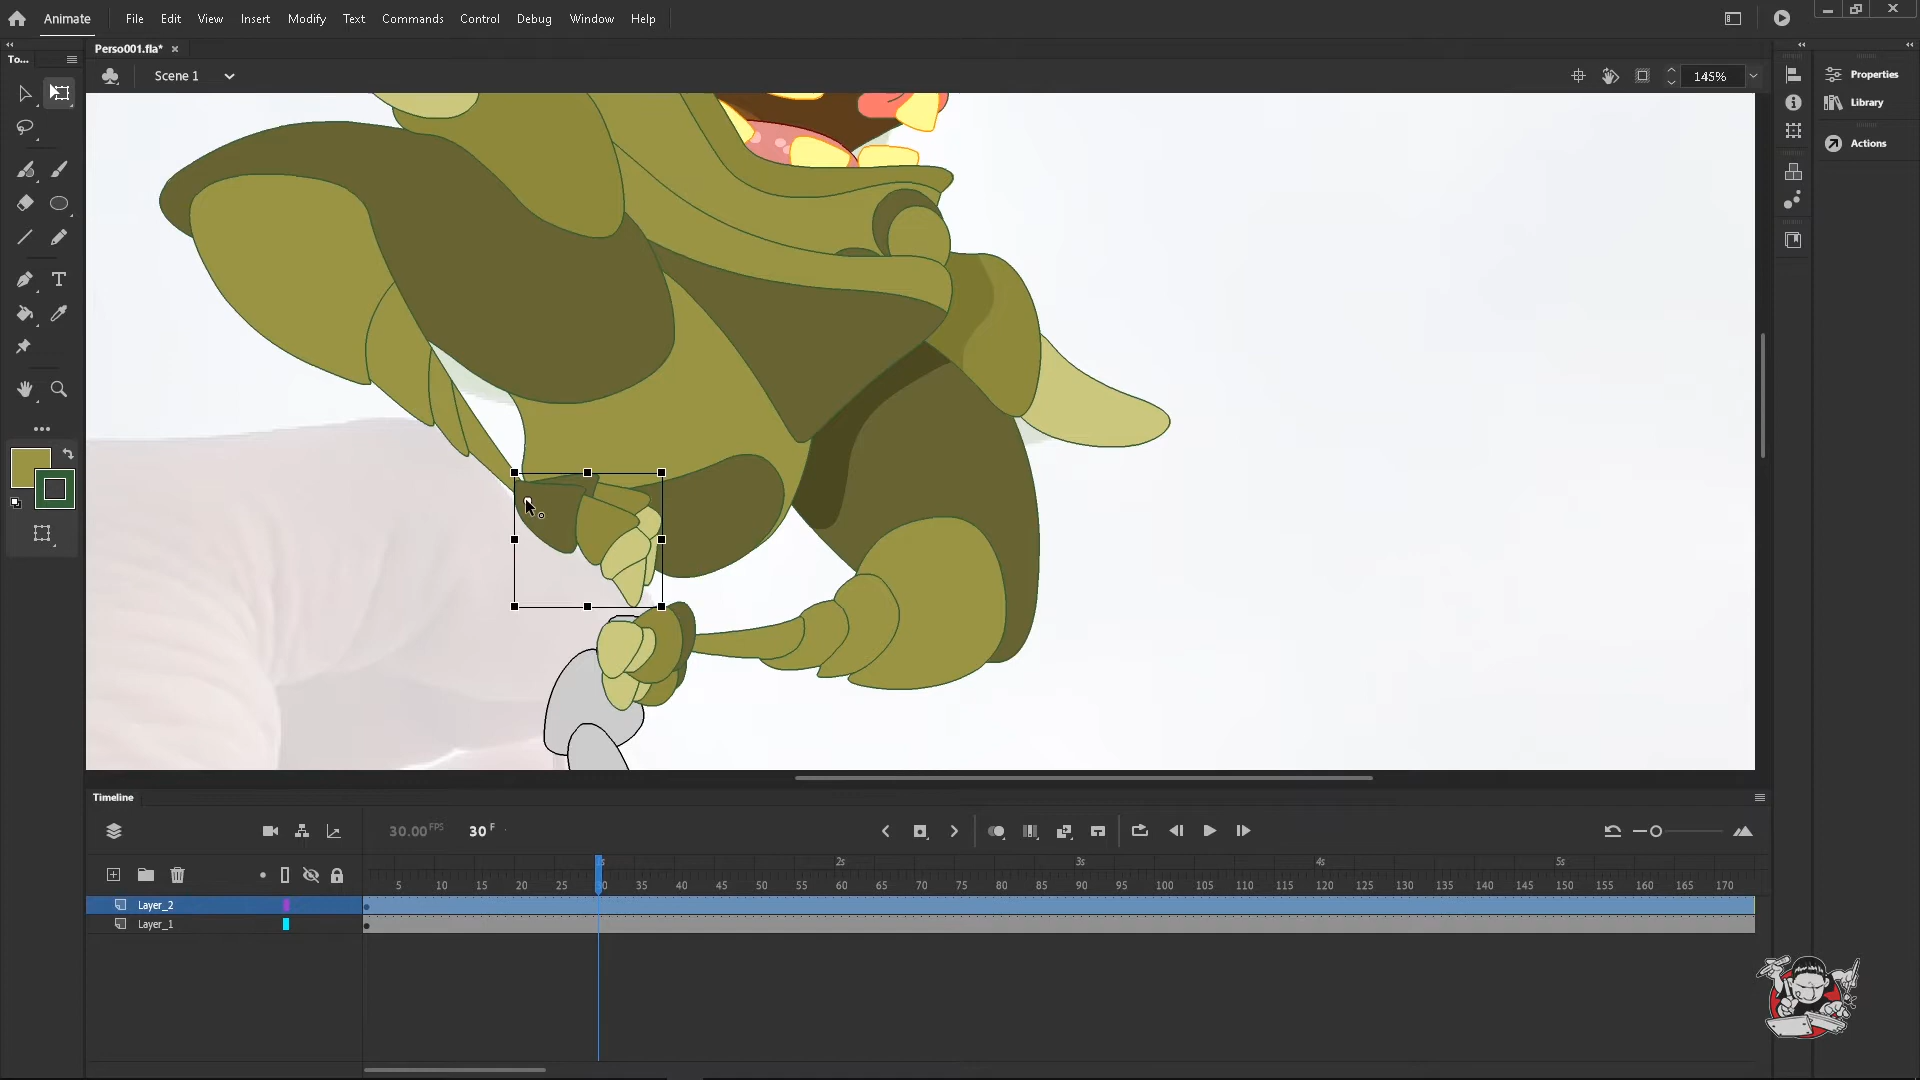 Animate File Edit View Insert Modify Text Commands Control Debug Window Help
Perso001.fla*
To...
Scene 1
145%
Properties
Library
Actions
Timeline
30.00 FPS 30 F
1s 2s 3s 4s 5s
5 10 15 20 25 30 35 40 45 50 55 60 65 70 75 80 85 90 95 100 105 110 115 120 125 130 135 140 145 150 155 160 165 170
Layer_2
Layer_1